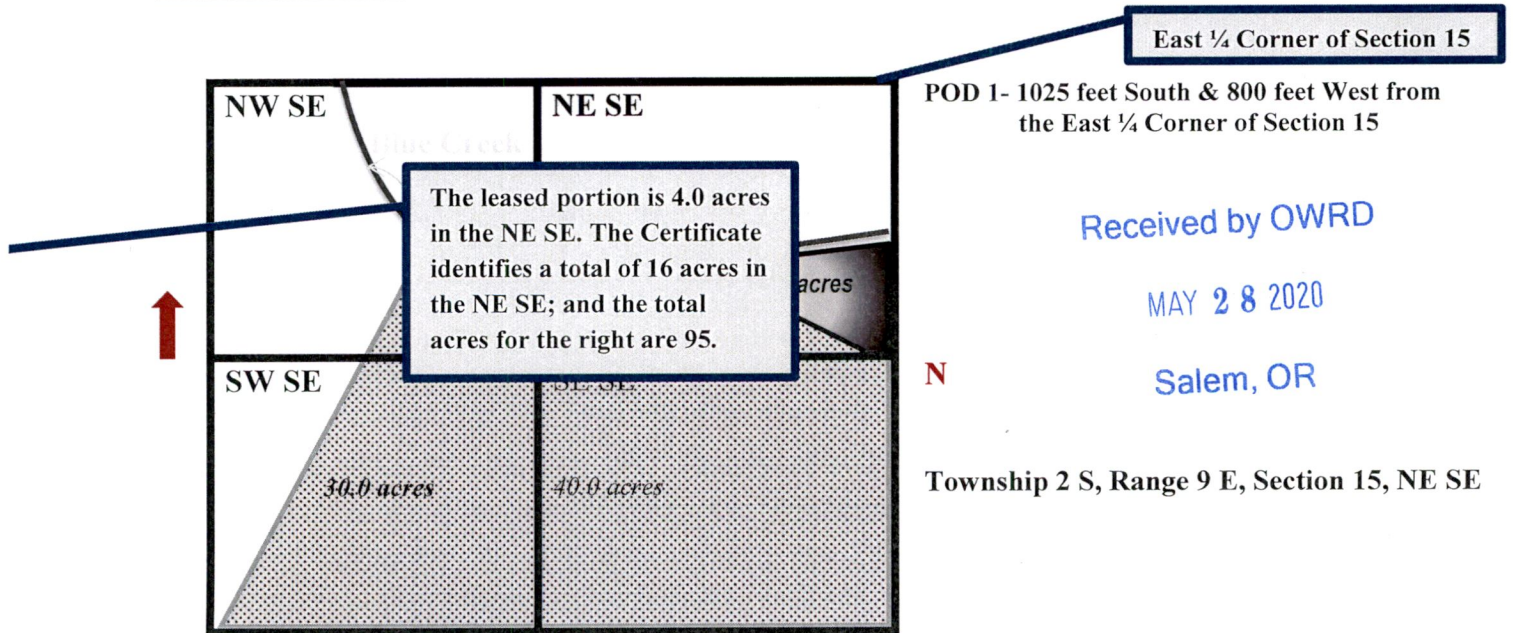 East ¼ Corner of Section 15
NW SE
NE SE
POD 1- 1025 feet South & 800 feet West from
the East ¼ Corner of Section 15
Creek
The leased portion is 4.0 acres
in the NE SE. The Certificate
identifies a total of 16 acres in
the NE SE; and the total
acres for the right are 95.
acres
Received by OWRD
MAY 28 2020
Salem, OR
N
SW SE
SE SE
30.0 acres
40.0 acres
Township 2 S, Range 9 E, Section 15, NE SE